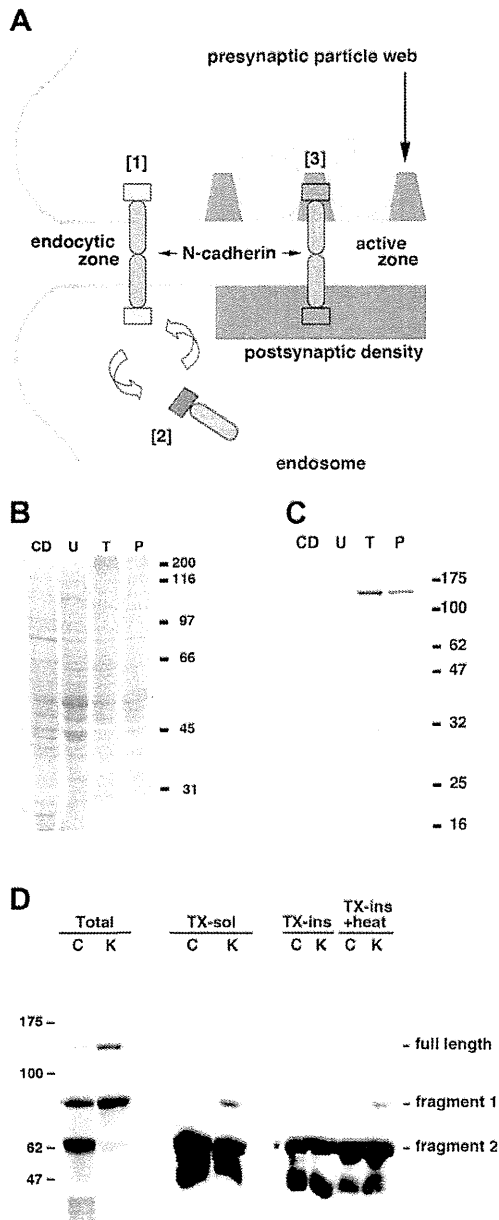 A
presynaptic particle web
[1]
[3]
endocytic zone
N-cadherin
active zone
postsynaptic density
[2]
endosome
B
CD U T P
200
116
97
66
45
31
C
CD U T P
175
100
62
47
32
25
16
D
Total TX-sol TX-ins TX-ins +heat
C K C K C K C K
175
100
62
47
full length
fragment 1
fragment 2